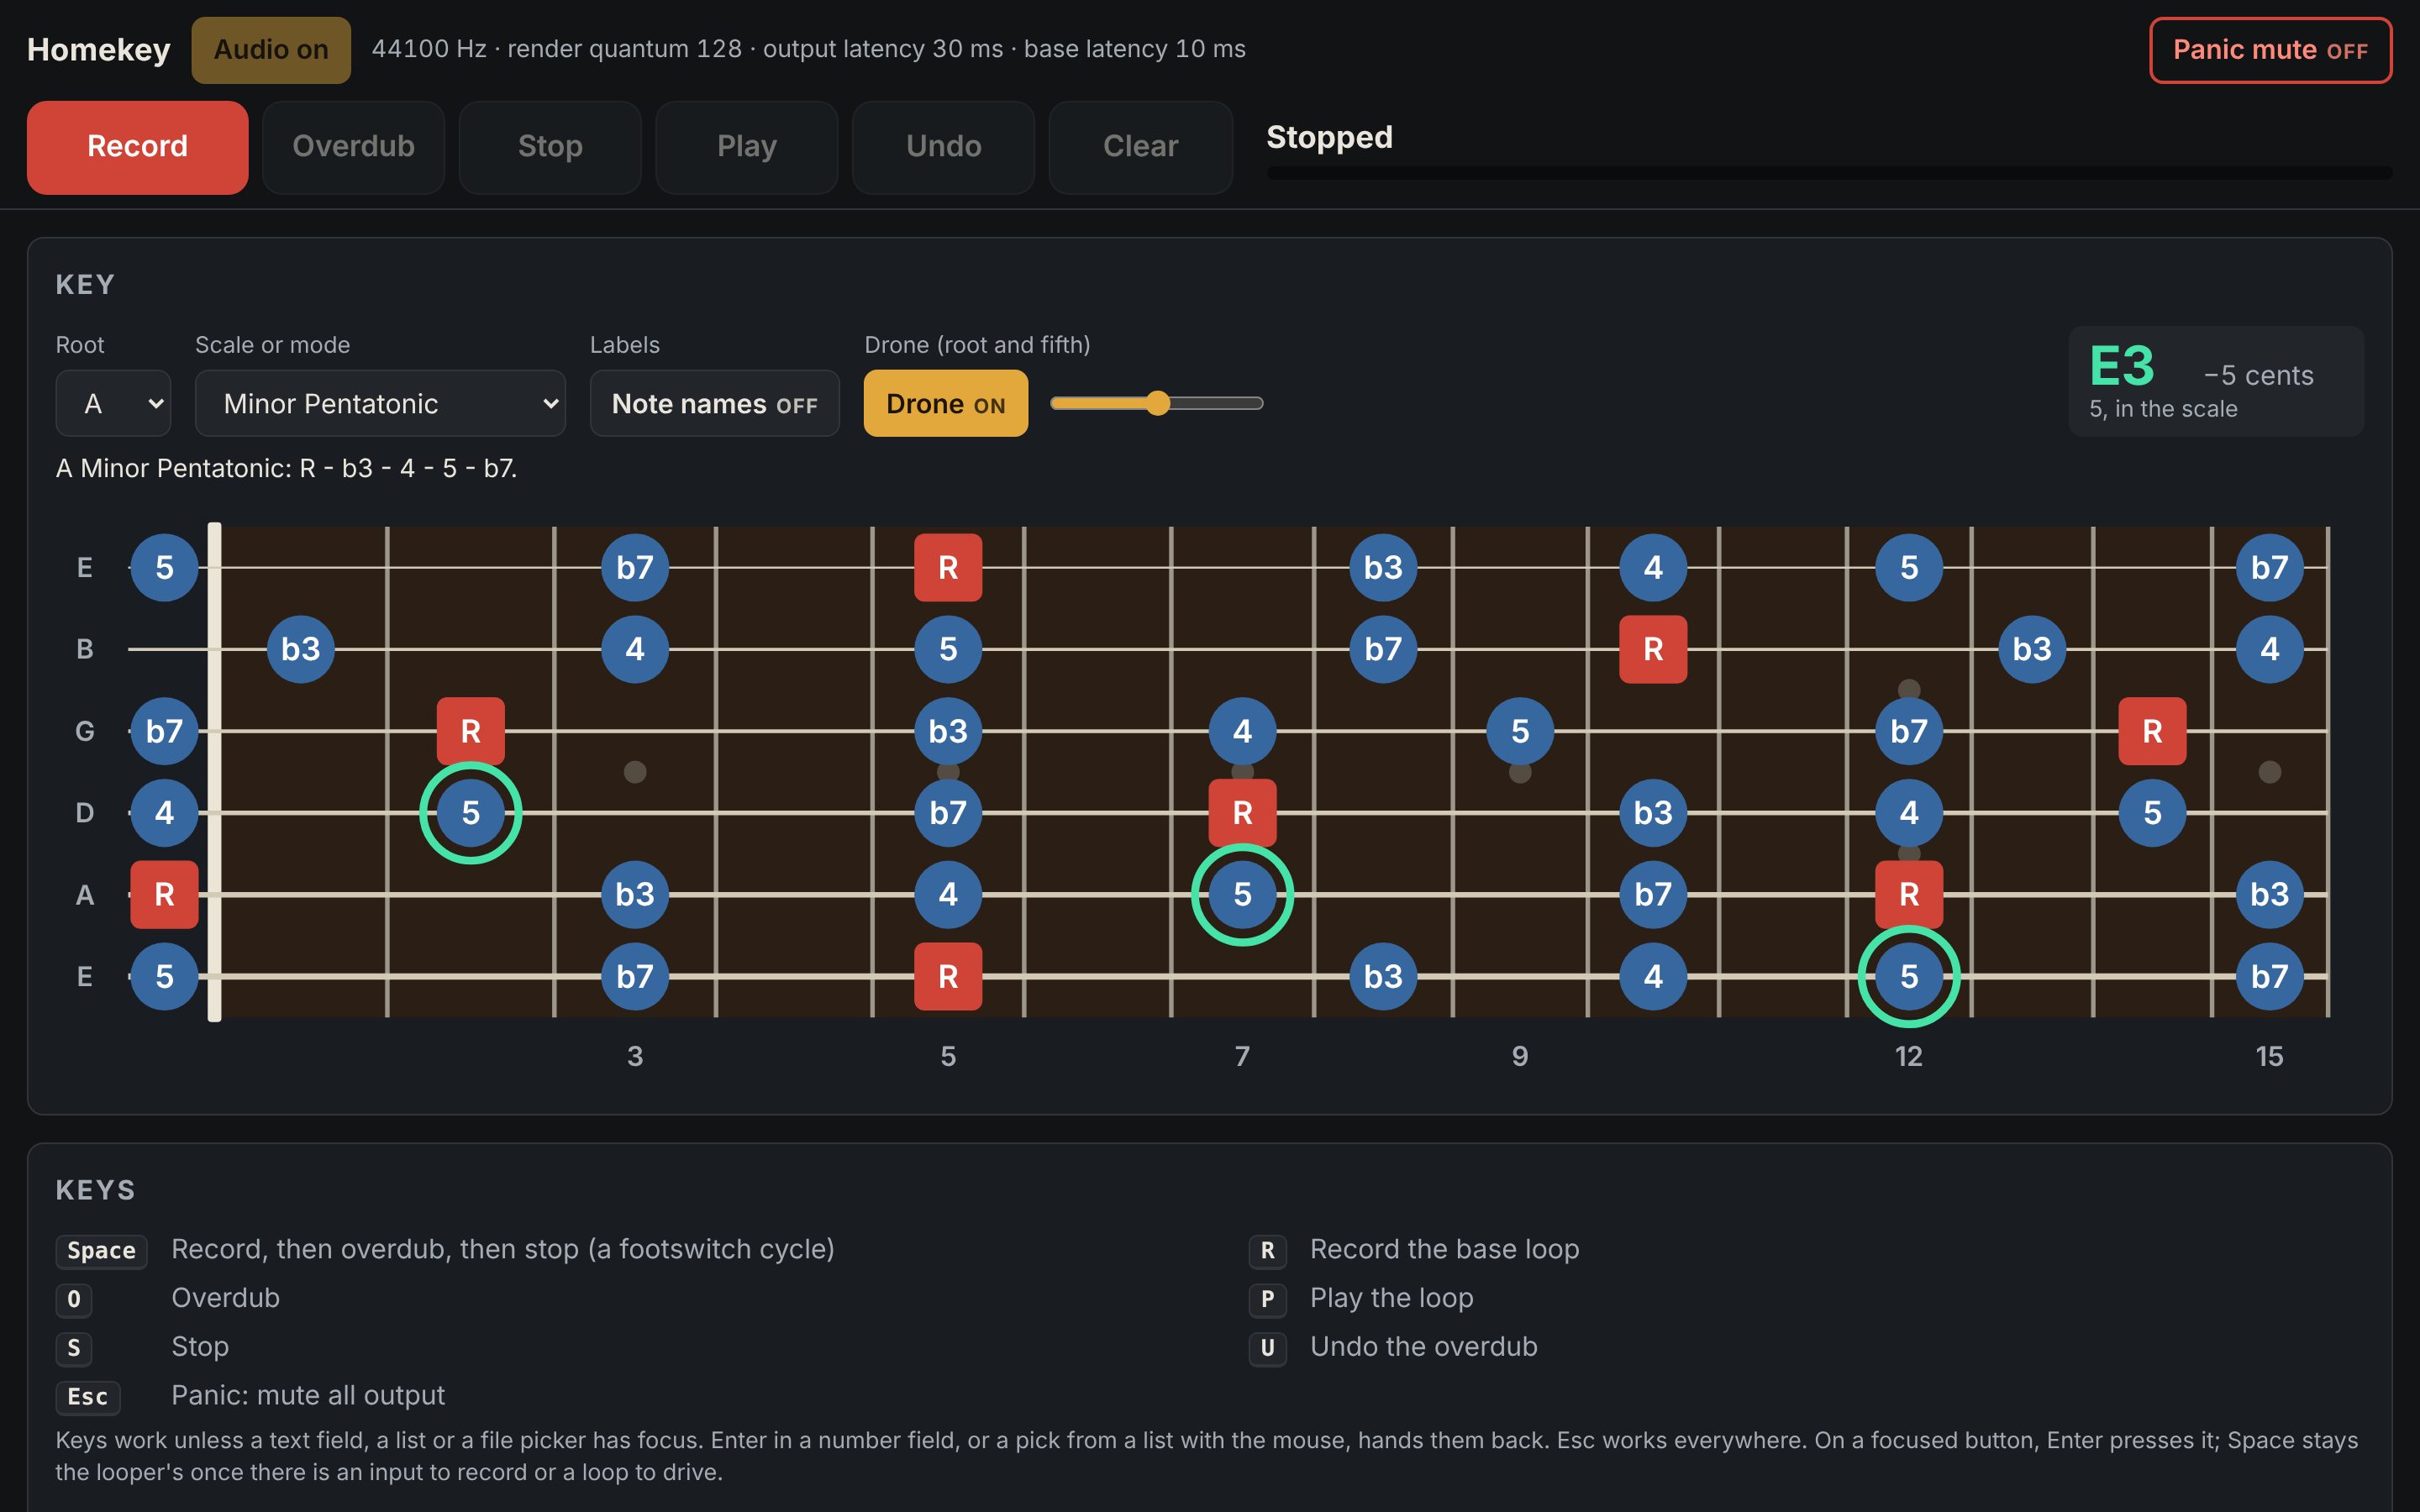 Homekey Audio on 44100 Hz · render quantum 128 · output latency 30 ms · base latency 10 ms Panic mute OFF
Record Overdub Stop Play Undo Clear Stopped
KEY
Root Scale or mode Labels Drone (root and fifth)
A Minor Pentatonic Note names OFF Drone ON
E3 −5 cents
5, in the scale
A Minor Pentatonic: R - b3 - 4 - 5 - b7.
E 5 b7 R b3 4 5 b7
B b3 4 5 b7 R b3 4
G b7 R b3 4 5 b7 R
D 4 5 b7 R b3 4 5
A R b3 4 5 b7 R b3
E 5 b7 R b3 4 5 b7
3 5 7 9 12 15
KEYS
Space Record, then overdub, then stop (a footswitch cycle)
R Record the base loop
O Overdub
P Play the loop
S Stop
U Undo the overdub
Esc Panic: mute all output
Keys work unless a text field, a list or a file picker has focus. Enter in a number field, or a pick from a list with the mouse, hands them back. Esc works everywhere. On a focused button, Enter presses it; Space stays
the looper's once there is an input to record or a loop to drive.